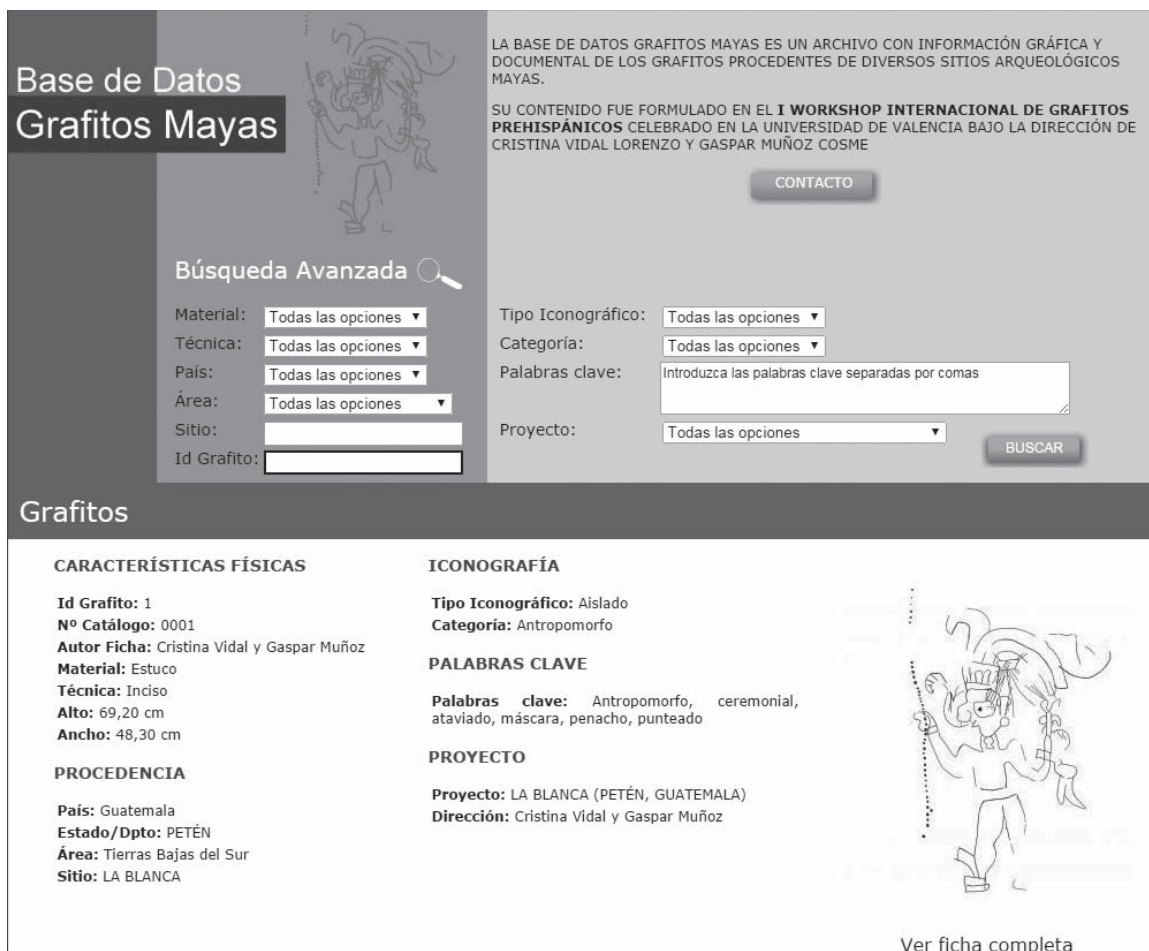 Base de Datos
Grafitos Mayas
LA BASE DE DATOS GRAFITOS MAYAS ES UN ARCHIVO CON INFORMACIÓN GRÁFICA Y
DOCUMENTAL DE LOS GRAFITOS PROCEDENTES DE DIVERSOS SITIOS ARQUEOLÓGICOS
MAYAS.
SU CONTENIDO FUE FORMULADO EN EL I WORKSHOP INTERNACIONAL DE GRAFITOS
PREHISPÁNICOS CELEBRADO EN LA UNIVERSIDAD DE VALENCIA BAJO LA DIRECCIÓN DE
CRISTINA VIDAL LORENZO Y GASPAR MUÑOZ COSME
CONTACTO
Búsqueda Avanzada
Material: Todas las opciones
Técnica: Todas las opciones
País: Todas las opciones
Área: Todas las opciones
Sitio:
Id Grafito:
Tipo Iconográfico: Todas las opciones
Categoría: Todas las opciones
Palabras clave: Introduzca las palabras clave separadas por comas
Proyecto: Todas las opciones
BUSCAR
Grafitos
CARACTERÍSTICAS FÍSICAS
Id Grafito: 1
Nº Catálogo: 0001
Autor Ficha: Cristina Vidal y Gaspar Muñoz
Material: Estuco
Técnica: Inciso
Alto: 69,20 cm
Ancho: 48,30 cm
PROCEDENCIA
País: Guatemala
Estado/Dpto: PETÉN
Área: Tierras Bajas del Sur
Sitio: LA BLANCA
ICONOGRAFÍA
Tipo Iconográfico: Aislado
Categoría: Antropomorfo
PALABRAS CLAVE
Palabras clave: Antropomorfo, ceremonial,
ataviado, máscara, penacho, punteado
PROYECTO
Proyecto: LA BLANCA (PETÉN, GUATEMALA)
Dirección: Cristina Vidal y Gaspar Muñoz
Ver ficha completa